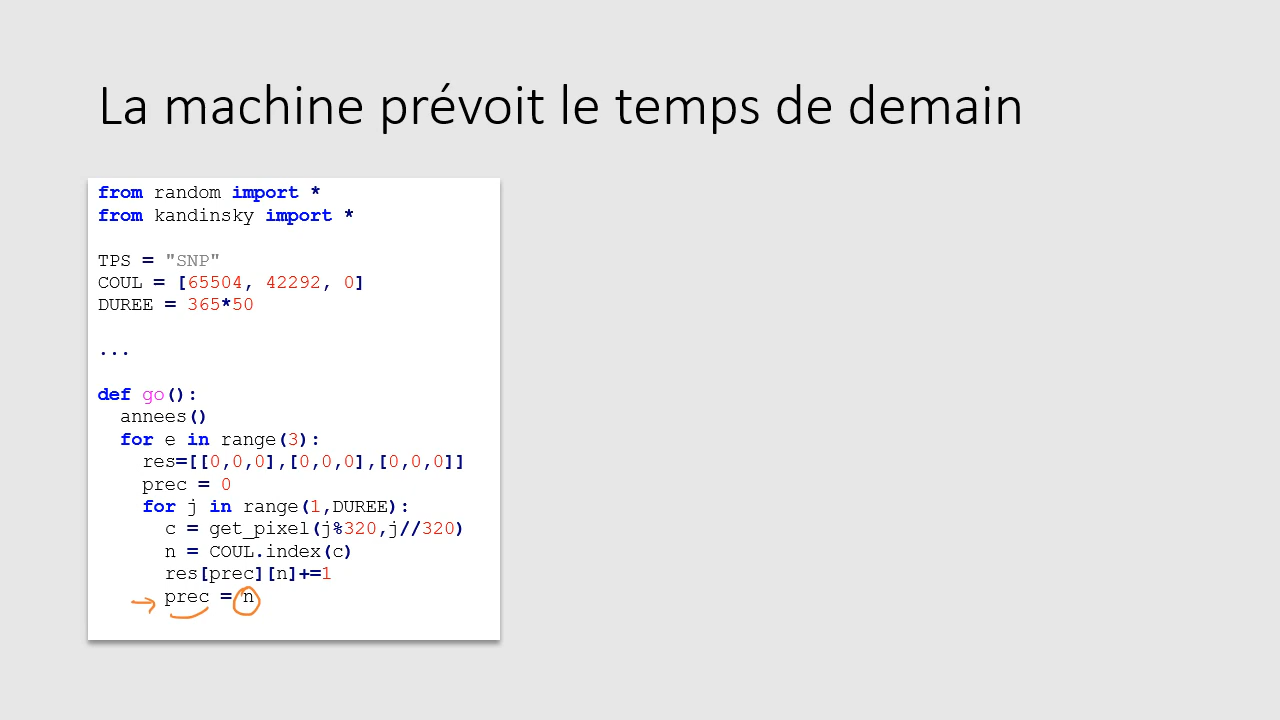 La machine prévoit le temps de demain
from random import *
from kandinsky import *
TPS = "SNP"
COUL = [65504, 42292, 0]
DUREE = 365*50
...
def go():
annees()
for e in range(3):
res=[[0,0,0],[0,0,0],[0,0,0]]
prec = 0
for j in range(1,DUREE):
c = get_pixel(j%320,j//320)
n = COUL.index(c)
res[prec][n]+=1
prec = n